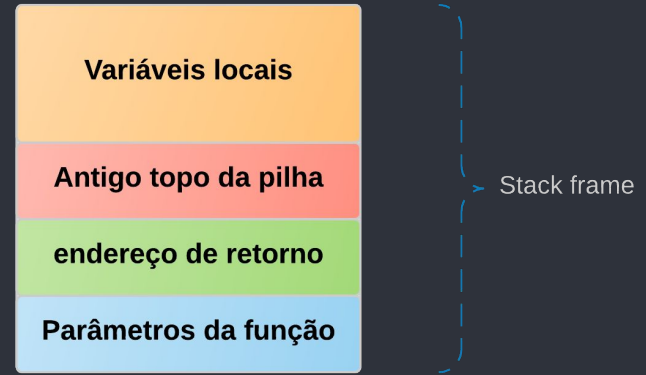 Variáveis locais
Antigo topo da pilha
Stack frame
endereço de retorno
Parâmetros da função